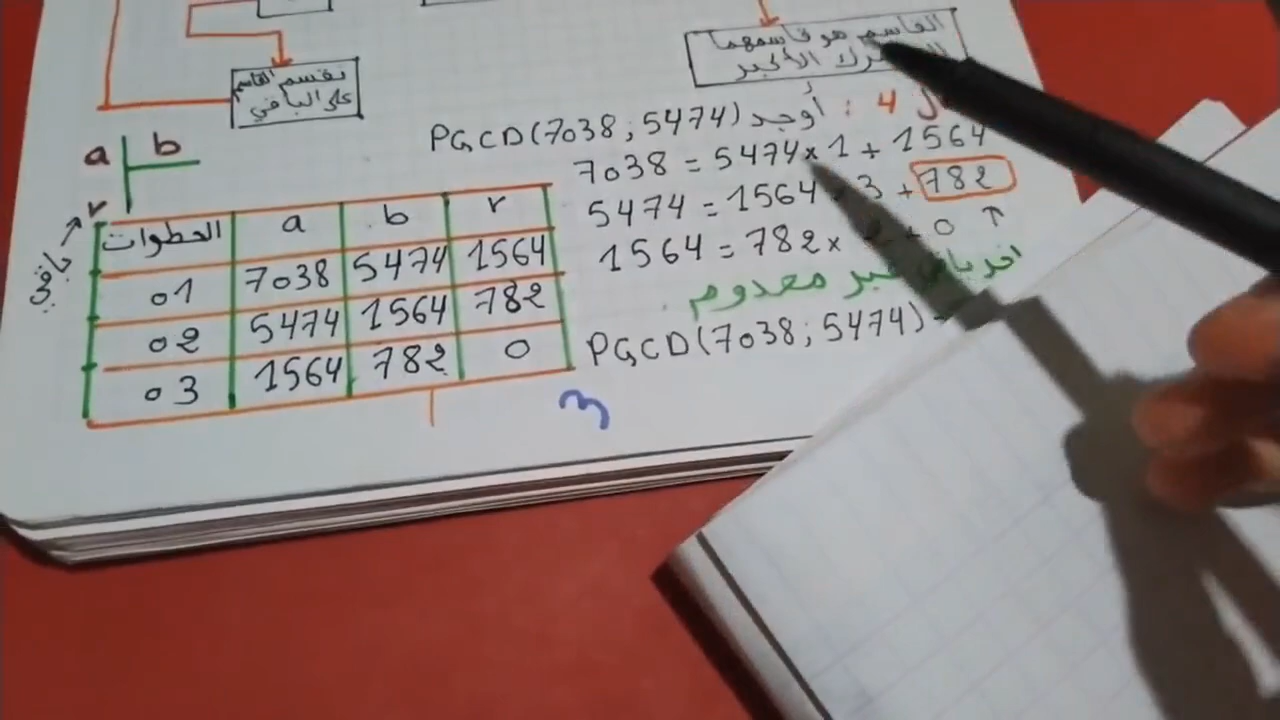 نقسم القاسم
على الباقي
القاسم هو قاسمهما
الأكبر
4 : أوجد PGCD(7038 ; 5474)
7038 = 5474 × 1 + 1564
5474 = 1564 × 3 + 782
1564 = 782 × + 0
معدوم
PGCD(7038 ; 5474) =
a b
r
باقي
الخطوات a b r
01 7038 5474 1564
02 5474 1564 782
03 1564 782 0